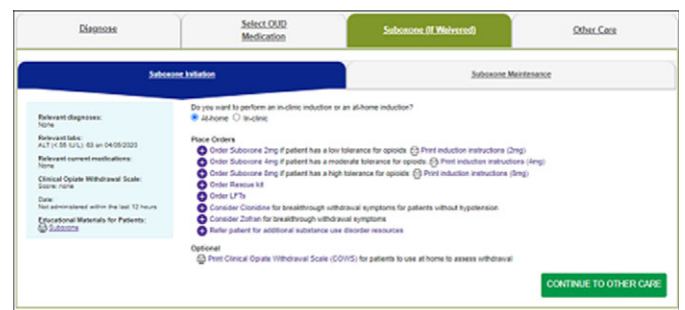 Diagnose
Select OUD
Medication
Suboxone (If Waivered)
Other Care
Suboxone Initiation
Suboxone Maintenance
Relevant diagnoses:
None
Relevant labs:
ALT (< 55 IU/L): 63 on 04/09/2020
Relevant current medications:
None
Clinical Opiate Withdrawal Scale:
Score: none
Date:
Not administered within the last 12 hours
Educational Materials for Patients:
Suboxone
Do you want to perform an in-clinic induction or an at-home induction?
At-home In-clinic
Place Orders
Order Suboxone 2mg if patient has a low tolerance for opioids Print induction instructions (2mg)
Order Suboxone 4mg if patient has a moderate tolerance for opioids: Print induction instructions (4mg)
Order Suboxone 8mg if patient has a high tolerance for opioids: Print induction instructions (8mg)
Order Rescue kit
Order LFTs
Consider Clonidine for breakthrough withdrawal symptoms for patients without hypotension
Consider Zofran for breakthrough withdrawal symptoms
Refer patient for additional substance use disorder resources
Optional
Print Clinical Opiate Withdrawal Scale (COWS) for patients to use at home to assess withdrawal
CONTINUE TO OTHER CARE